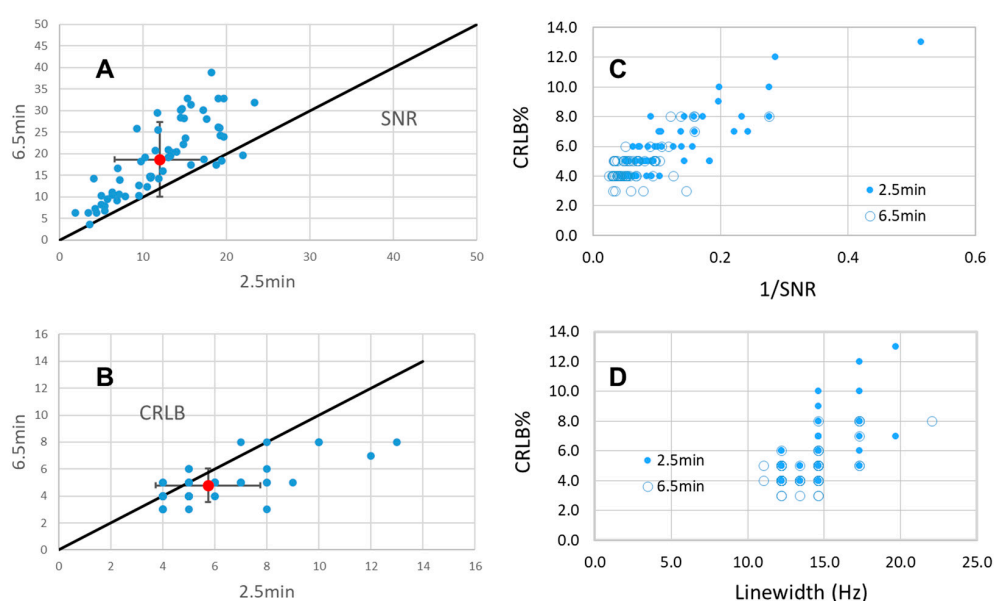 A
SNR
50
45
40
35
30
25
20
15
10
5
0
6.5min
0 10 20 30 40 50
2.5min
C
14.0
12.0
10.0
8.0
6.0
4.0
2.0
0.0
CRLB%
2.5min
6.5min
0.0 0.2 0.4 0.6
1/SNR
B
CRLB
16
14
12
10
8
6
4
2
0
6.5min
0 2 4 6 8 10 12 14 16
2.5min
D
14.0
12.0
10.0
8.0
6.0
4.0
2.0
0.0
CRLB%
2.5min
6.5min
0.0 5.0 10.0 15.0 20.0 25.0
Linewidth (Hz)